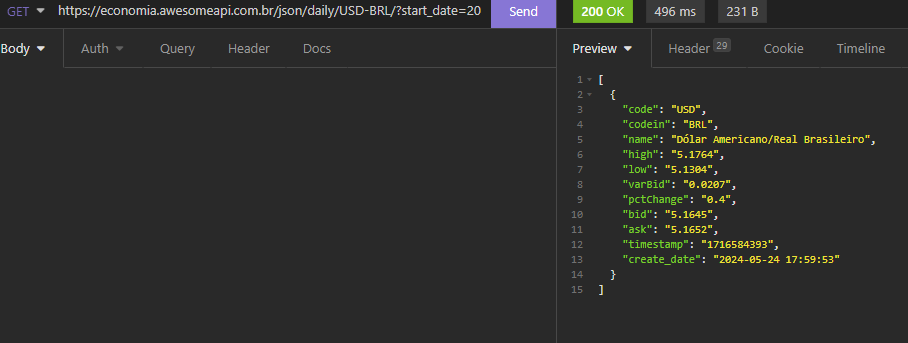 GET https://economia.awesomeapi.com.br/json/daily/USD-BRL/?start_date=20 Send 200 OK 496 ms 231 B
Body Auth Query Header Docs Preview Header 29 Cookie Timeline
1 [
2 {
3 "code": "USD",
4 "codein": "BRL",
5 "name": "Dólar Americano/Real Brasileiro",
6 "high": "5.1764",
7 "low": "5.1304",
8 "varBid": "0.0207",
9 "pctChange": "0.4",
10 "bid": "5.1645",
11 "ask": "5.1652",
12 "timestamp": "1716584393",
13 "create_date": "2024-05-24 17:59:53"
14 }
15 ]